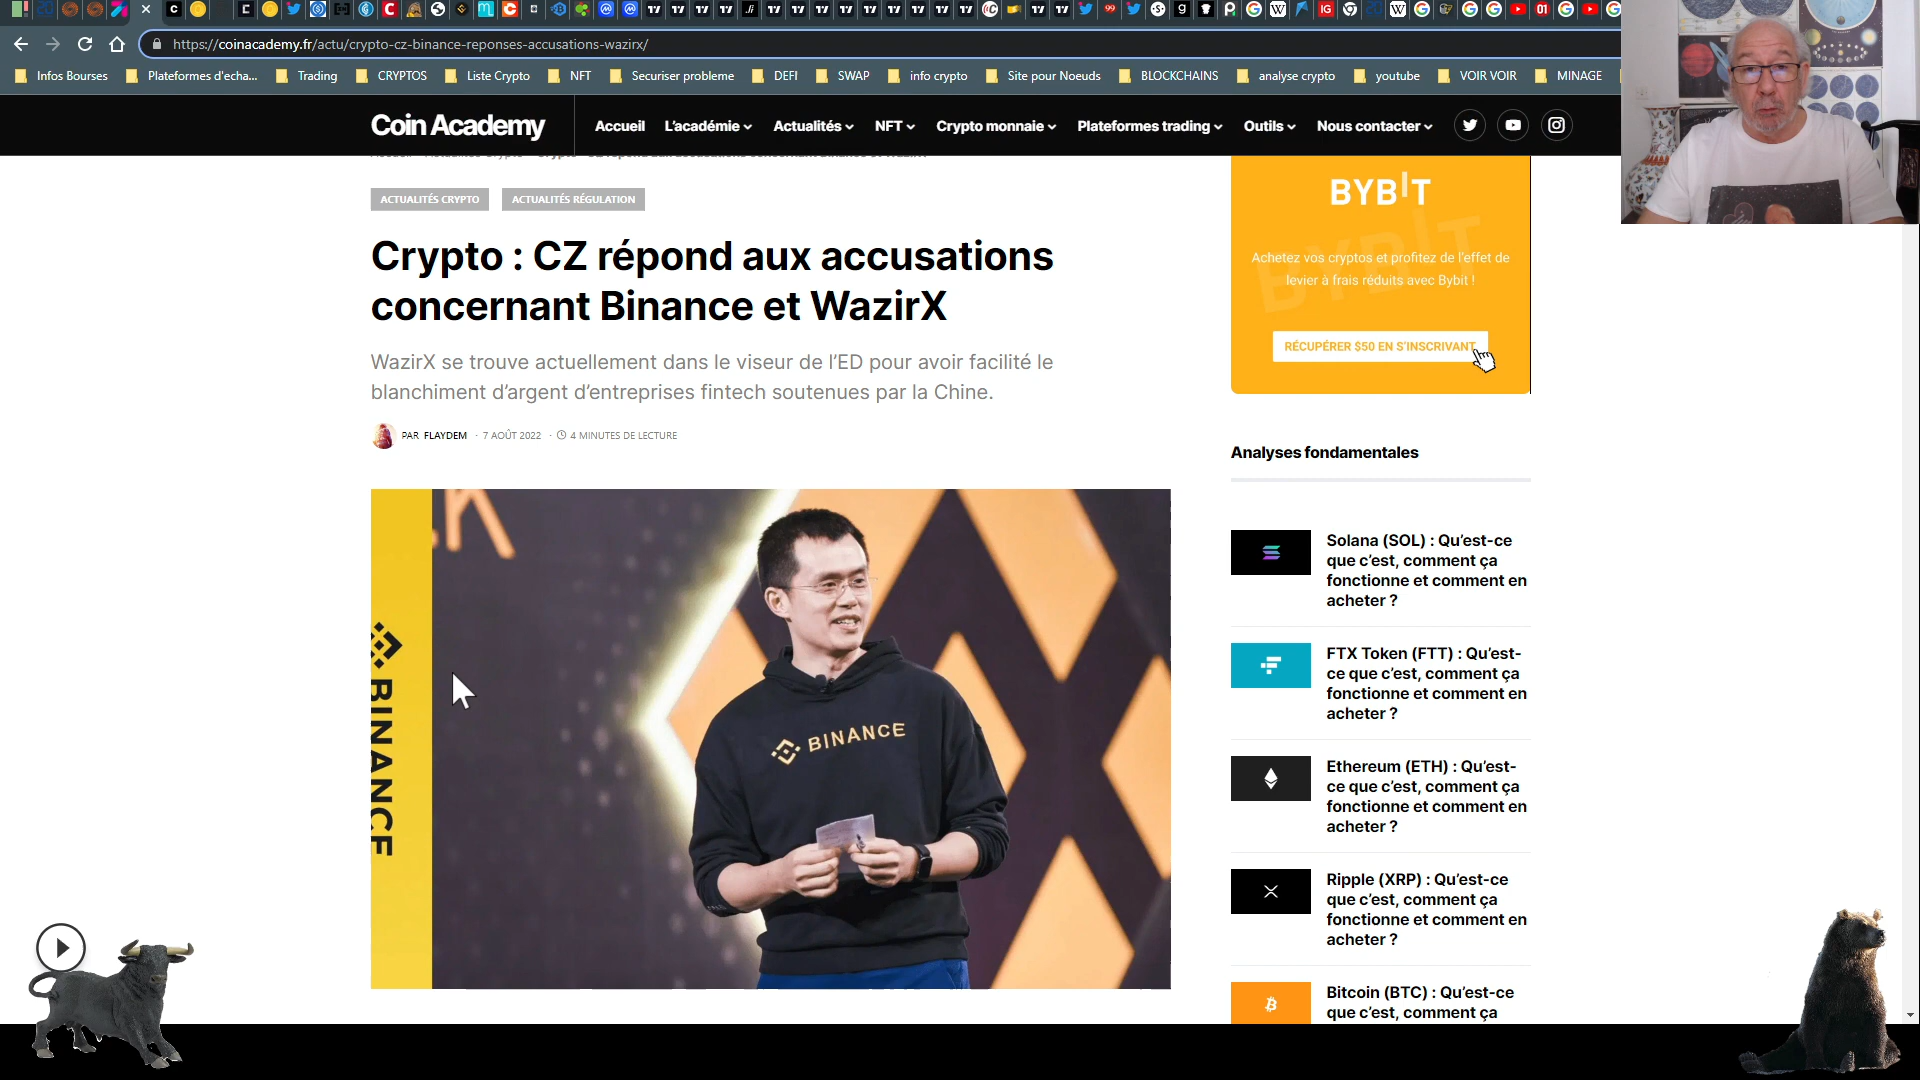 https://coinacademy.fr/actu/crypto-cz-binance-reponses-accusations-wazirx/
Infos Bourses
Plateformes d'echa...
Trading
CRYPTOS
Liste Crypto
NFT
Securiser probleme
DEFI
SWAP
info crypto
Site pour Noeuds
BLOCKCHAINS
analyse crypto
youtube
VOIR VOIR
MINAGE
Coin Academy
Accueil
L'académie
Actualités
NFT
Crypto monnaie
Plateformes trading
Outils
Nous contacter
ACTUALITÉS CRYPTO
ACTUALITÉS RÉGULATION
Crypto : CZ répond aux accusations
concernant Binance et WazirX
WazirX se trouve actuellement dans le viseur de l'ED pour avoir facilité le
blanchiment d'argent d'entreprises fintech soutenues par la Chine.
PAR FLAYDEM · 7 AOÛT 2022 · 4 MINUTES DE LECTURE
BINANCE
BINANCE
BYBIT
Achetez vos cryptos et profitez de l'effet de
levier à frais réduits avec Bybit !
RÉCUPÉRER $50 EN S'INSCRIVANT
Analyses fondamentales
Solana (SOL) : Qu'est-ce
que c'est, comment ça
fonctionne et comment en
acheter ?
FTX Token (FTT) : Qu'est-
ce que c'est, comment ça
fonctionne et comment en
acheter ?
Ethereum (ETH) : Qu'est-
ce que c'est, comment ça
fonctionne et comment en
acheter ?
Ripple (XRP) : Qu'est-ce
que c'est, comment ça
fonctionne et comment en
acheter ?
Bitcoin (BTC) : Qu'est-ce
que c'est, comment ça